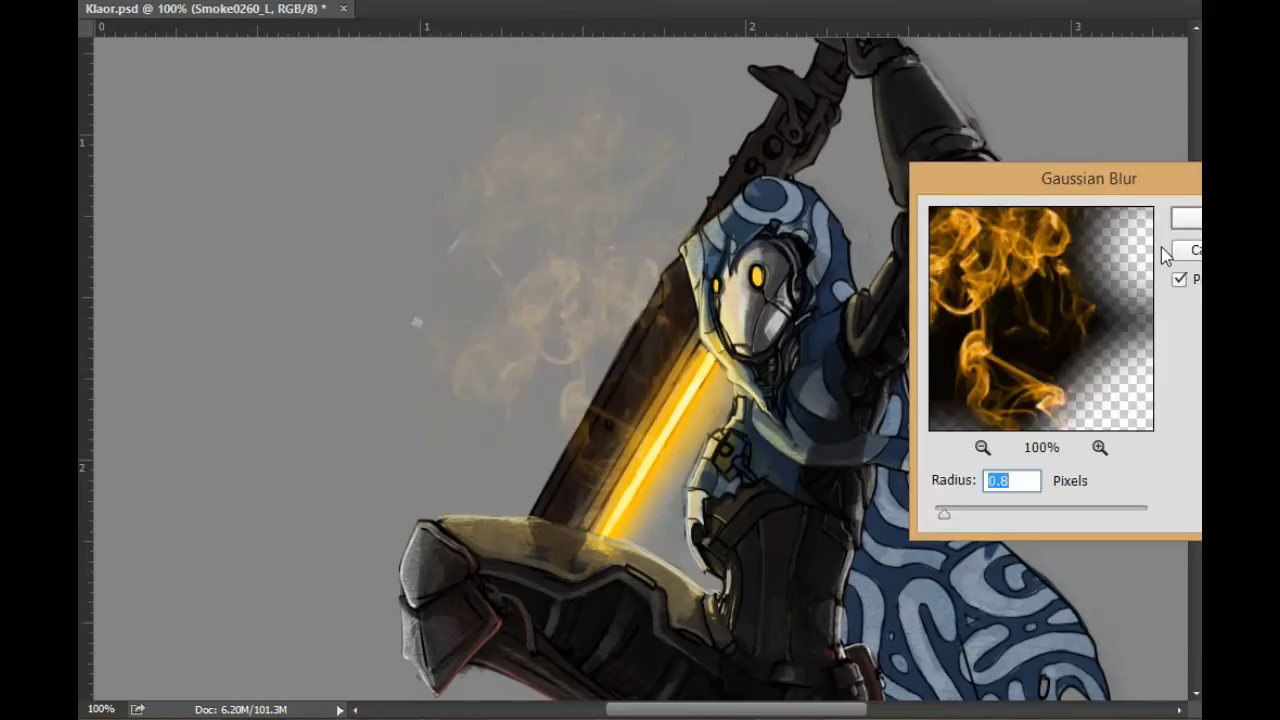 Klaor.psd @ 100% (Smoke0260_L, RGB/8) * ×
0 1 2 3
1
2
Gaussian Blur
Ca
P
100%
Radius: 0.8 Pixels
100% Doc: 6.20M/101.3M